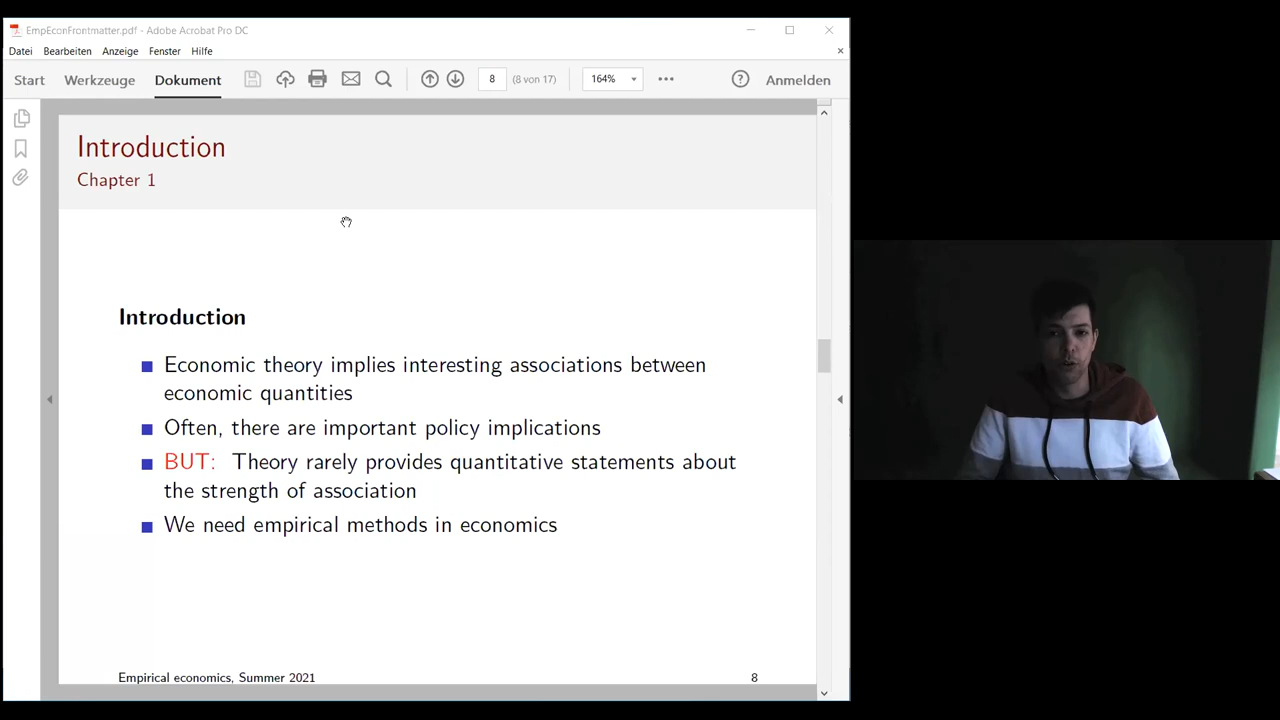 EmpEconFrontmatter.pdf - Adobe Acrobat Pro DC
Datei Bearbeiten Anzeige Fenster Hilfe
Start Werkzeuge Dokument 8 (8 von 17) 164% Anmelden
Introduction
Chapter 1
Introduction
Economic theory implies interesting associations between
economic quantities
Often, there are important policy implications
BUT: Theory rarely provides quantitative statements about
the strength of association
We need empirical methods in economics
Empirical economics, Summer 2021 8